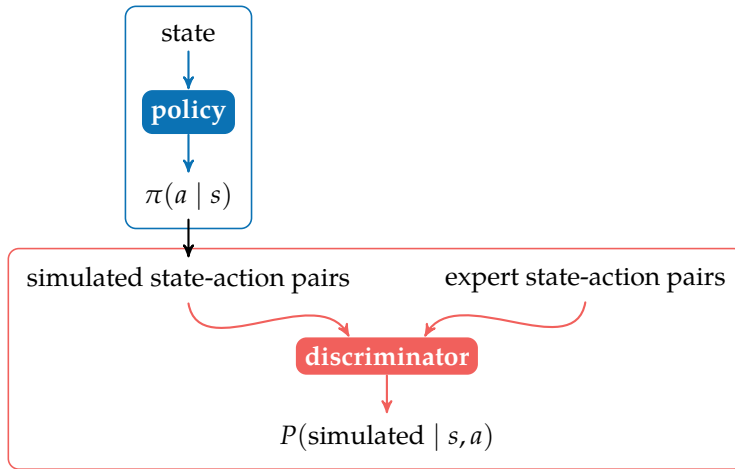 state
policy
π(a | s)
simulated state-action pairs
expert state-action pairs
discriminator
P(simulated | s, a)